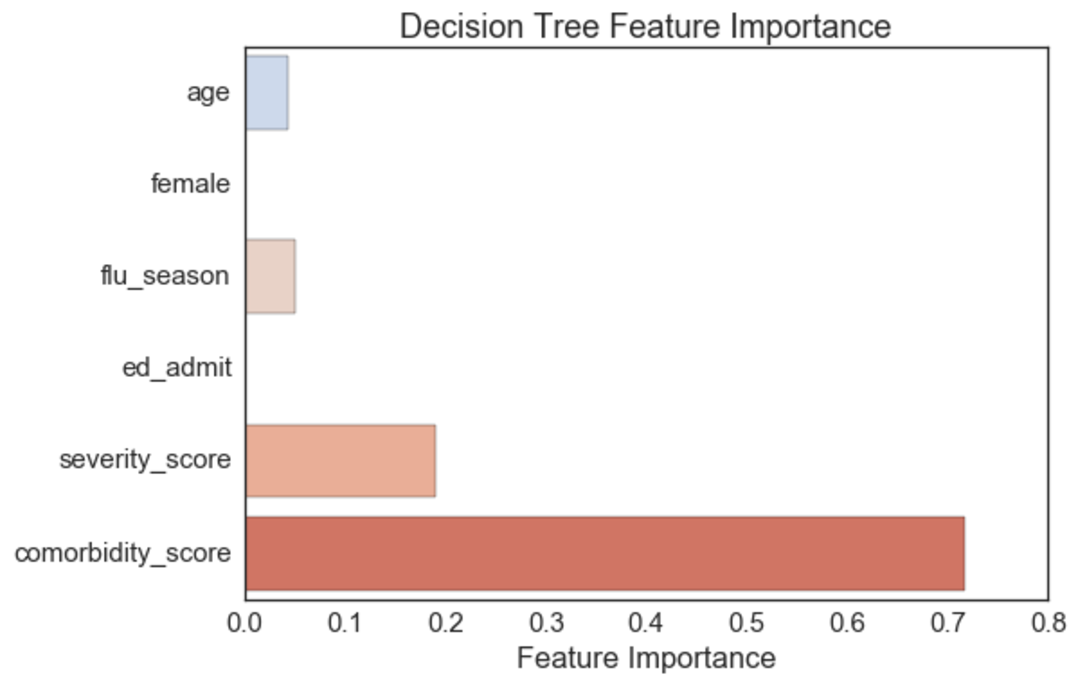 Decision Tree Feature Importance
age
female
flu_season
ed_admit
severity_score
comorbidity_score
0.0 0.1 0.2 0.3 0.4 0.5 0.6 0.7 0.8
Feature Importance